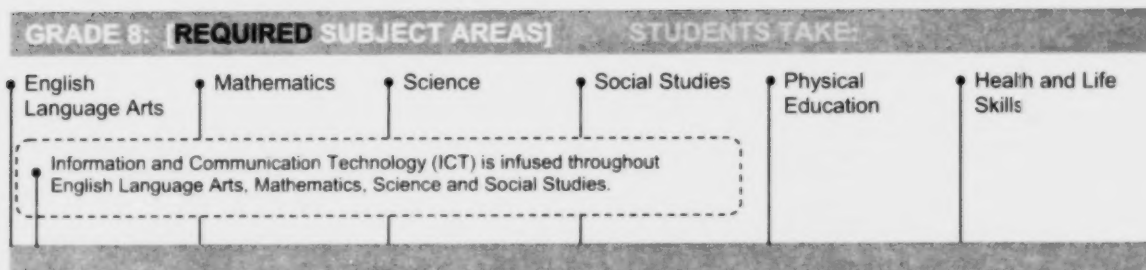 GRADE 8: [REQUIRED SUBJECT AREAS] STUDENTS TAKE:
English
Language Arts
Mathematics
Science
Social Studies
Physical
Education
Health and Life
Skills
Information and Communication Technology (ICT) is infused throughout
English Language Arts, Mathematics, Science and Social Studies.